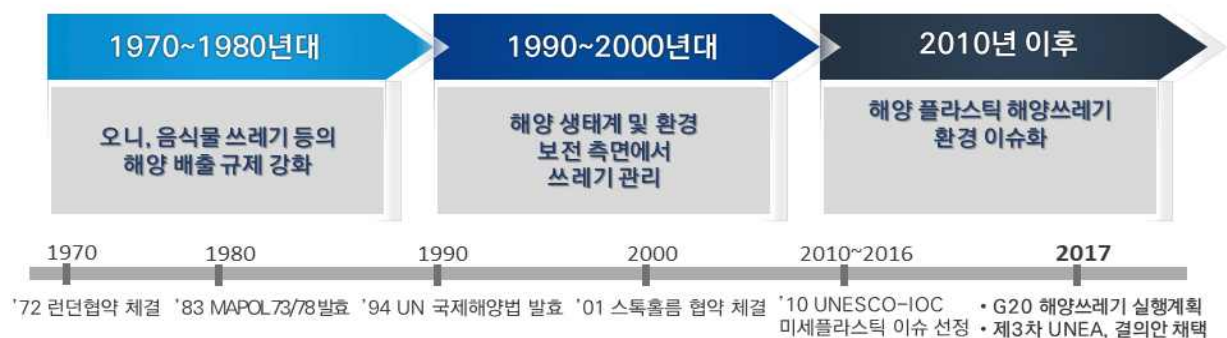 1970~1980년대
1990~2000년대
2010년 이후
오니, 음식물 쓰레기 등의
해양 배출 규제 강화
해양 생태계 및 환경
보전 측면에서
쓰레기 관리
해양 플라스틱 해양쓰레기
환경 이슈화
1970
1980
1990
2000
2010~2016
2017
'72 런던협약 체결
'83 MAPOL 73/78 발효
'94 UN 국제해양법 발효
'01 스톡홀름 협약 체결
'10 UNESCO-IOC
미세플라스틱 이슈 선정
• G20 해양쓰레기 실행계획
• 제3차 UNEA, 결의안 채택